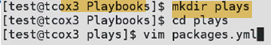 [test@tcox3 Playbooks]$ mkdir plays
[test@tcox3 Playbooks]$ cd plays
[test@tcox3 plays]$ vim packages.yml